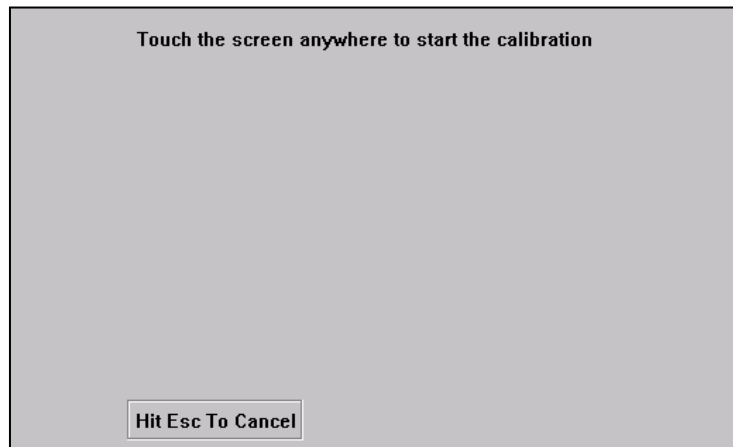 Touch the screen anywhere to start the calibration
Hit Esc To Cancel